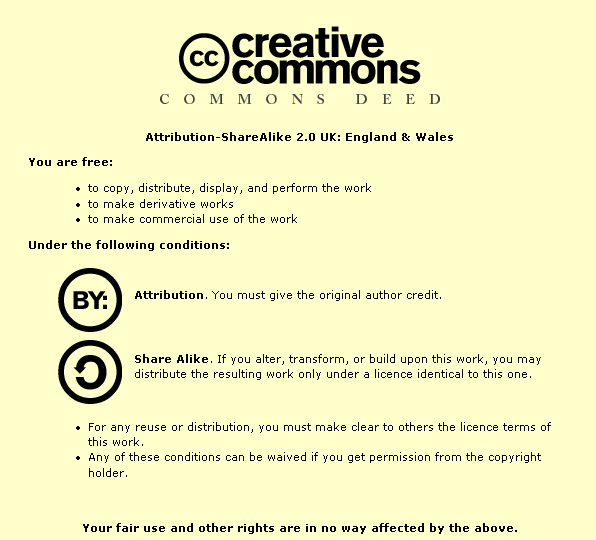 cc creative
commons
COMMONS DEED
Attribution-ShareAlike 2.0 UK: England & Wales
You are free:
• to copy, distribute, display, and perform the work
• to make derivative works
• to make commercial use of the work
Under the following conditions:
BY: Attribution. You must give the original author credit.
Share Alike. If you alter, transform, or build upon this work, you may
distribute the resulting work only under a licence identical to this one.
• For any reuse or distribution, you must make clear to others the licence terms of
this work.
• Any of these conditions can be waived if you get permission from the copyright
holder.
Your fair use and other rights are in no way affected by the above.